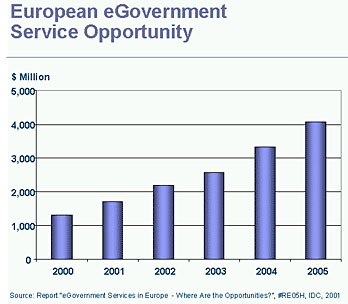 European eGovernment
Service Opportunity
$ Million
5,000
4,000
3,000
2,000
1,000
0
2000 2001 2002 2003 2004 2005
Source: Report "eGovernment Services in Europe - Where Are the Opportunities?", #RE05H, IDC, 2001